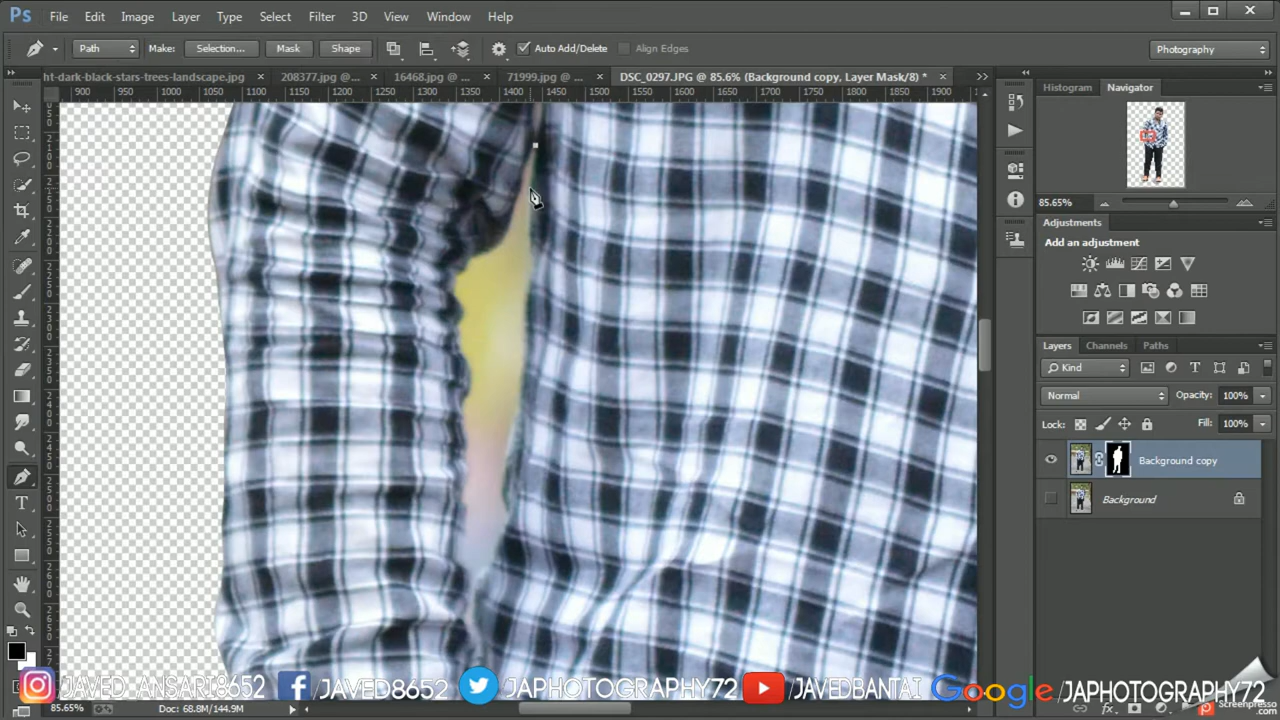 Ps File Edit Image Layer Type Select Filter 3D View Window Help
Path Make: Selection... Mask Shape Auto Add/Delete Align Edges Photography
ht-dark-black-stars-trees-landscape.jpg 208377.jpg @... 16468.jpg @ ... 71999.jpg @ ... DSC_0297.JPG @ 85.6% (Background copy, Layer Mask/8) *
900 950 1000 1050 1100 1150 1200 1250 1300 1350 1400 1450 1500 1550 1600 1650 1700 1750 1800 1850 1900
Histogram Navigator
85.65%
Adjustments
Add an adjustment
Layers Channels Paths
Kind
Normal Opacity: 100%
Lock: Fill: 100%
Background copy
Background
/JAVED_ANSARI8652 /JAVED8652 /JAPHOTOGRAPHY72 /JAVEDBANTAI Google /JAPHOTOGRAPHY72
Screenpresso
.com
85.65% Doc: 68.8M/144.9M